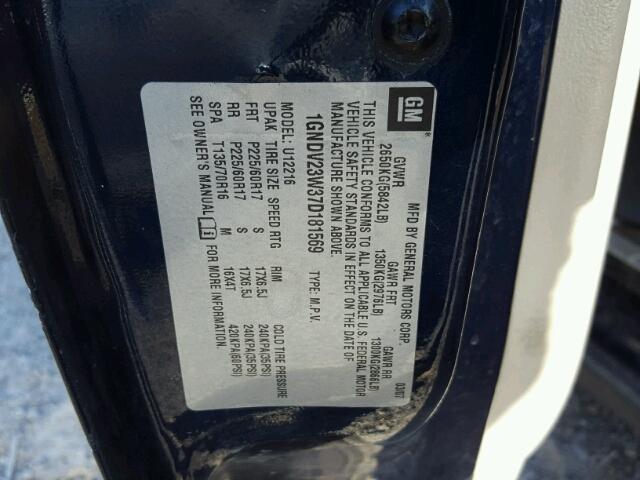 GM
®
MFD BY GENERAL MOTORS CORP. 03/07
GVWR GAWR FRT GAWR RR
2650KG(5842LB) 1350KG(2976LB) 1300KG(2866LB)
THIS VEHICLE CONFORMS TO ALL APPLICABLE U.S. FEDERAL MOTOR
VEHICLE SAFETY STANDARDS IN EFFECT ON THE DATE OF
MANUFACTURE SHOWN ABOVE.
1GNDV23W37D181569 TYPE: M.P.V.
MODEL: U12216
UPAK TIRE SIZE SPEED RTG RIM COLD TIRE PRESSURE
FRT P225/60R17 S 17X6.5J 240KPA(35PSI)
RR P225/60R17 S 17X6.5J 240KPA(35PSI)
SPA T135/70R16 M 16X4T 420KPA(60PSI)
SEE OWNER'S MANUAL i FOR MORE INFORMATION.